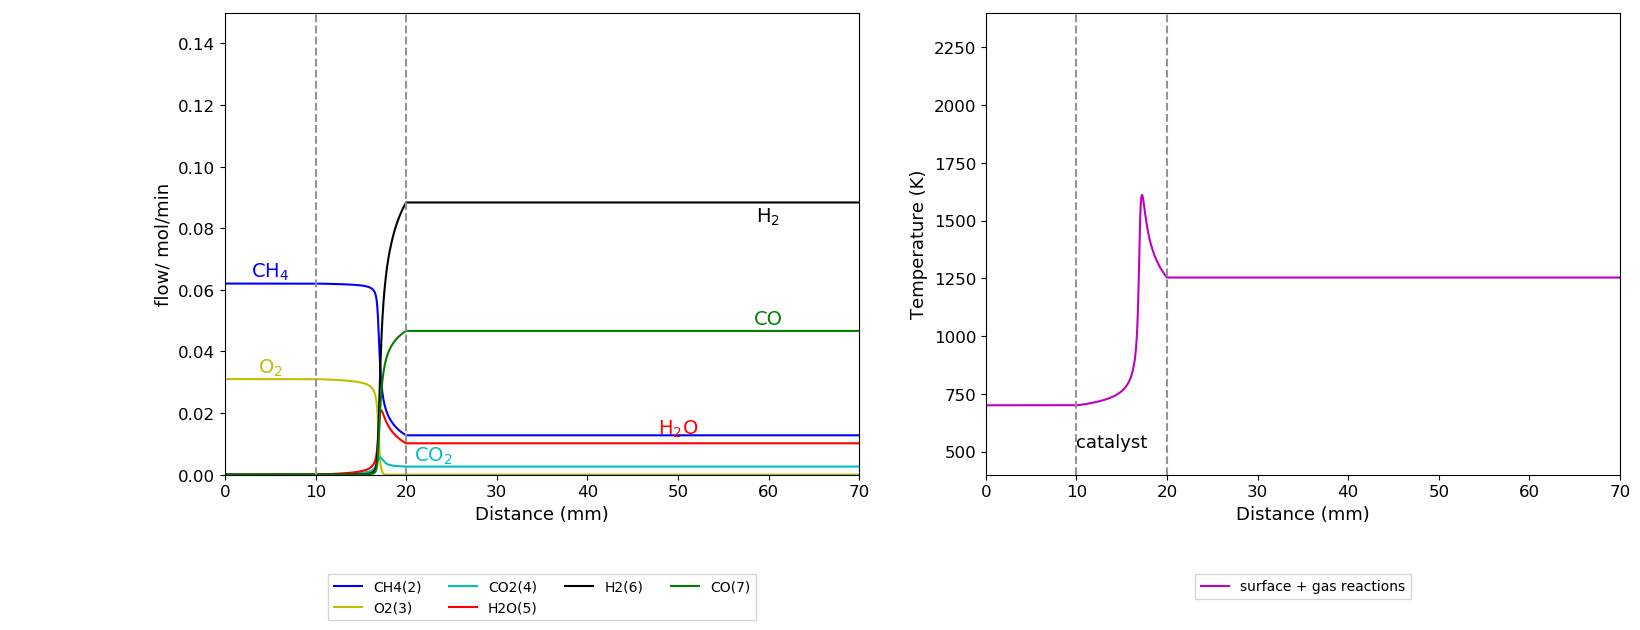 0.14
0.12
0.10
0.08
0.06
0.04
0.02
0.00
flow/ mol/min
CH4
O2
H2
CO
H2O
CO2
0 10 20 30 40 50 60 70
Distance (mm)
CH4(2) CO2(4) H2(6) CO(7)
O2(3) H2O(5)
2250
2000
1750
1500
1250
1000
750
500
Temperature (K)
catalyst
0 10 20 30 40 50 60 70
Distance (mm)
surface + gas reactions